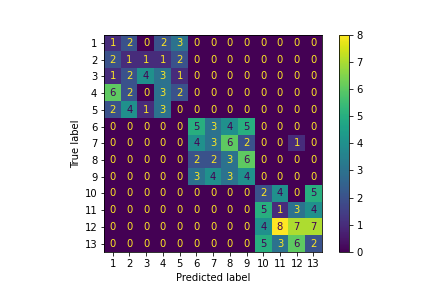 1 1 2 0 2 3 0 0 0 0 0 0 0 0 8
2 2 1 1 1 2 0 0 0 0 0 0 0 0 7
3 1 2 4 3 1 0 0 0 0 0 0 0 0 6
4 6 2 0 3 2 0 0 0 0 0 0 0 0
5 2 4 1 3 0 0 0 0 0 0 0 0 0 5
6 0 0 0 0 0 5 3 4 5 0 0 0 0
7 0 0 0 0 0 4 3 6 2 0 0 1 0 4
8 0 0 0 0 0 2 2 3 6 0 0 0 0 3
9 0 0 0 0 0 3 4 3 4 0 0 0 0
10 0 0 0 0 0 0 0 0 0 2 4 0 5 2
11 0 0 0 0 0 0 0 0 0 5 1 3 4
12 0 0 0 0 0 0 0 0 0 4 8 7 7 1
13 0 0 0 0 0 0 0 0 0 5 3 6 2 0
1 2 3 4 5 6 7 8 9 10 11 12 13
Predicted label
True label